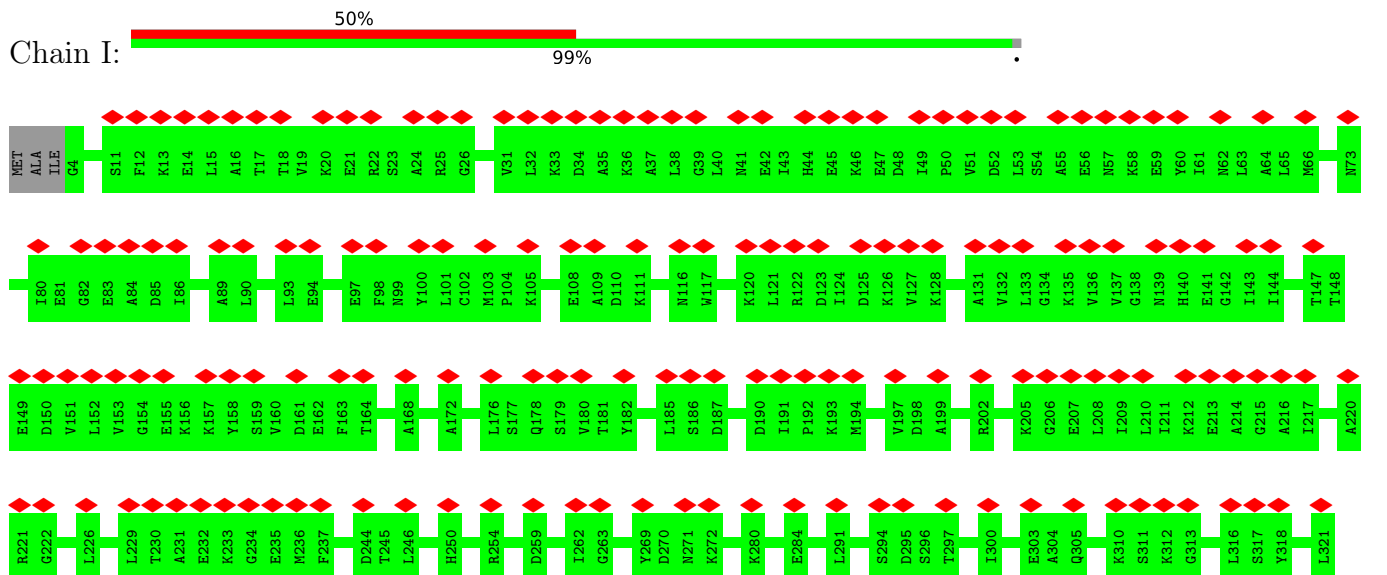 50%
Chain I:
99%
.
MET ALA ILE G4 S11 F12 K13 E14 L15 A16 T17 T18 V19 K20 E21 R22 S23 A24 R25 G26 V31 L32 K33 D34 A35 K36 A37 L38 G39 L40 N41 E42 I43 H44 E45 K46 E47 D48 I49 P50 V51 D52 L53 S54 A55 E56 N57 K58 E59 Y60 I61 N62 L63 A64 L65 M66 N73
I80 E81 G82 E83 A84 D85 I86 A89 L90 L93 E94 E97 F98 N99 Y100 L101 C102 M103 P104 K105 E108 A109 D110 K111 N116 W117 K120 L121 R122 D123 I124 D125 K126 V127 K128 A131 V132 L133 G134 K135 V136 V137 G138 N139 H140 E141 G142 I143 I144 T147 T148
E149 D150 V151 L152 V153 G154 E155 K156 K157 Y158 S159 V160 D161 E162 F163 T164 A168 A172 L176 S177 Q178 S179 V180 T181 Y182 L185 S186 D187 D190 I191 P192 K193 M194 V197 D198 A199 R202 K205 G206 E207 L208 I209 L210 I211 K212 E213 A214 G215 A216 I217 A220
R221 G222 L226 L229 T230 A231 E232 K233 G234 E235 M236 F237 D244 T245 L246 H250 R254 D259 I262 G263 Y269 D270 N271 K272 K280 E284 L291 S294 D295 S296 T297 I300 E303 A304 Q305 K310 S311 K312 G313 L316 S317 Y318 L321